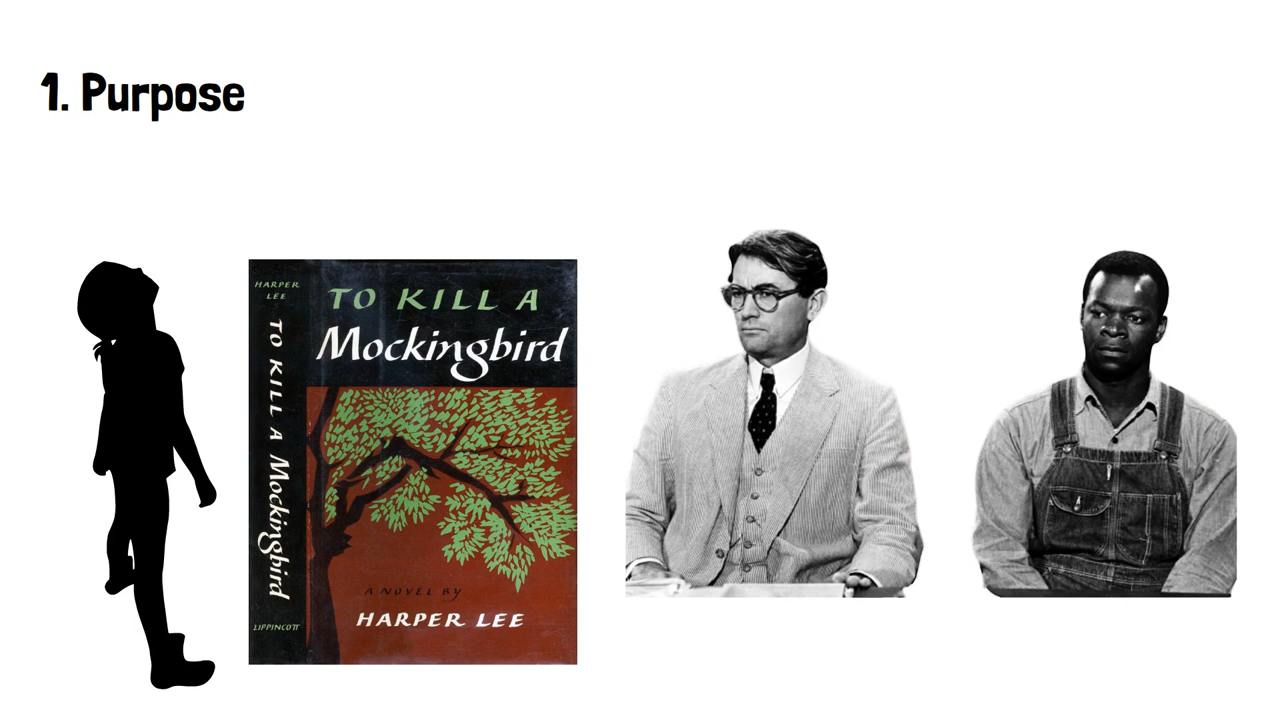 1. Purpose
HARPER
LEE
TO KILL A Mockingbird
LIPPINCOTT
TO KILL A
Mockingbird
A NOVEL BY
HARPER LEE